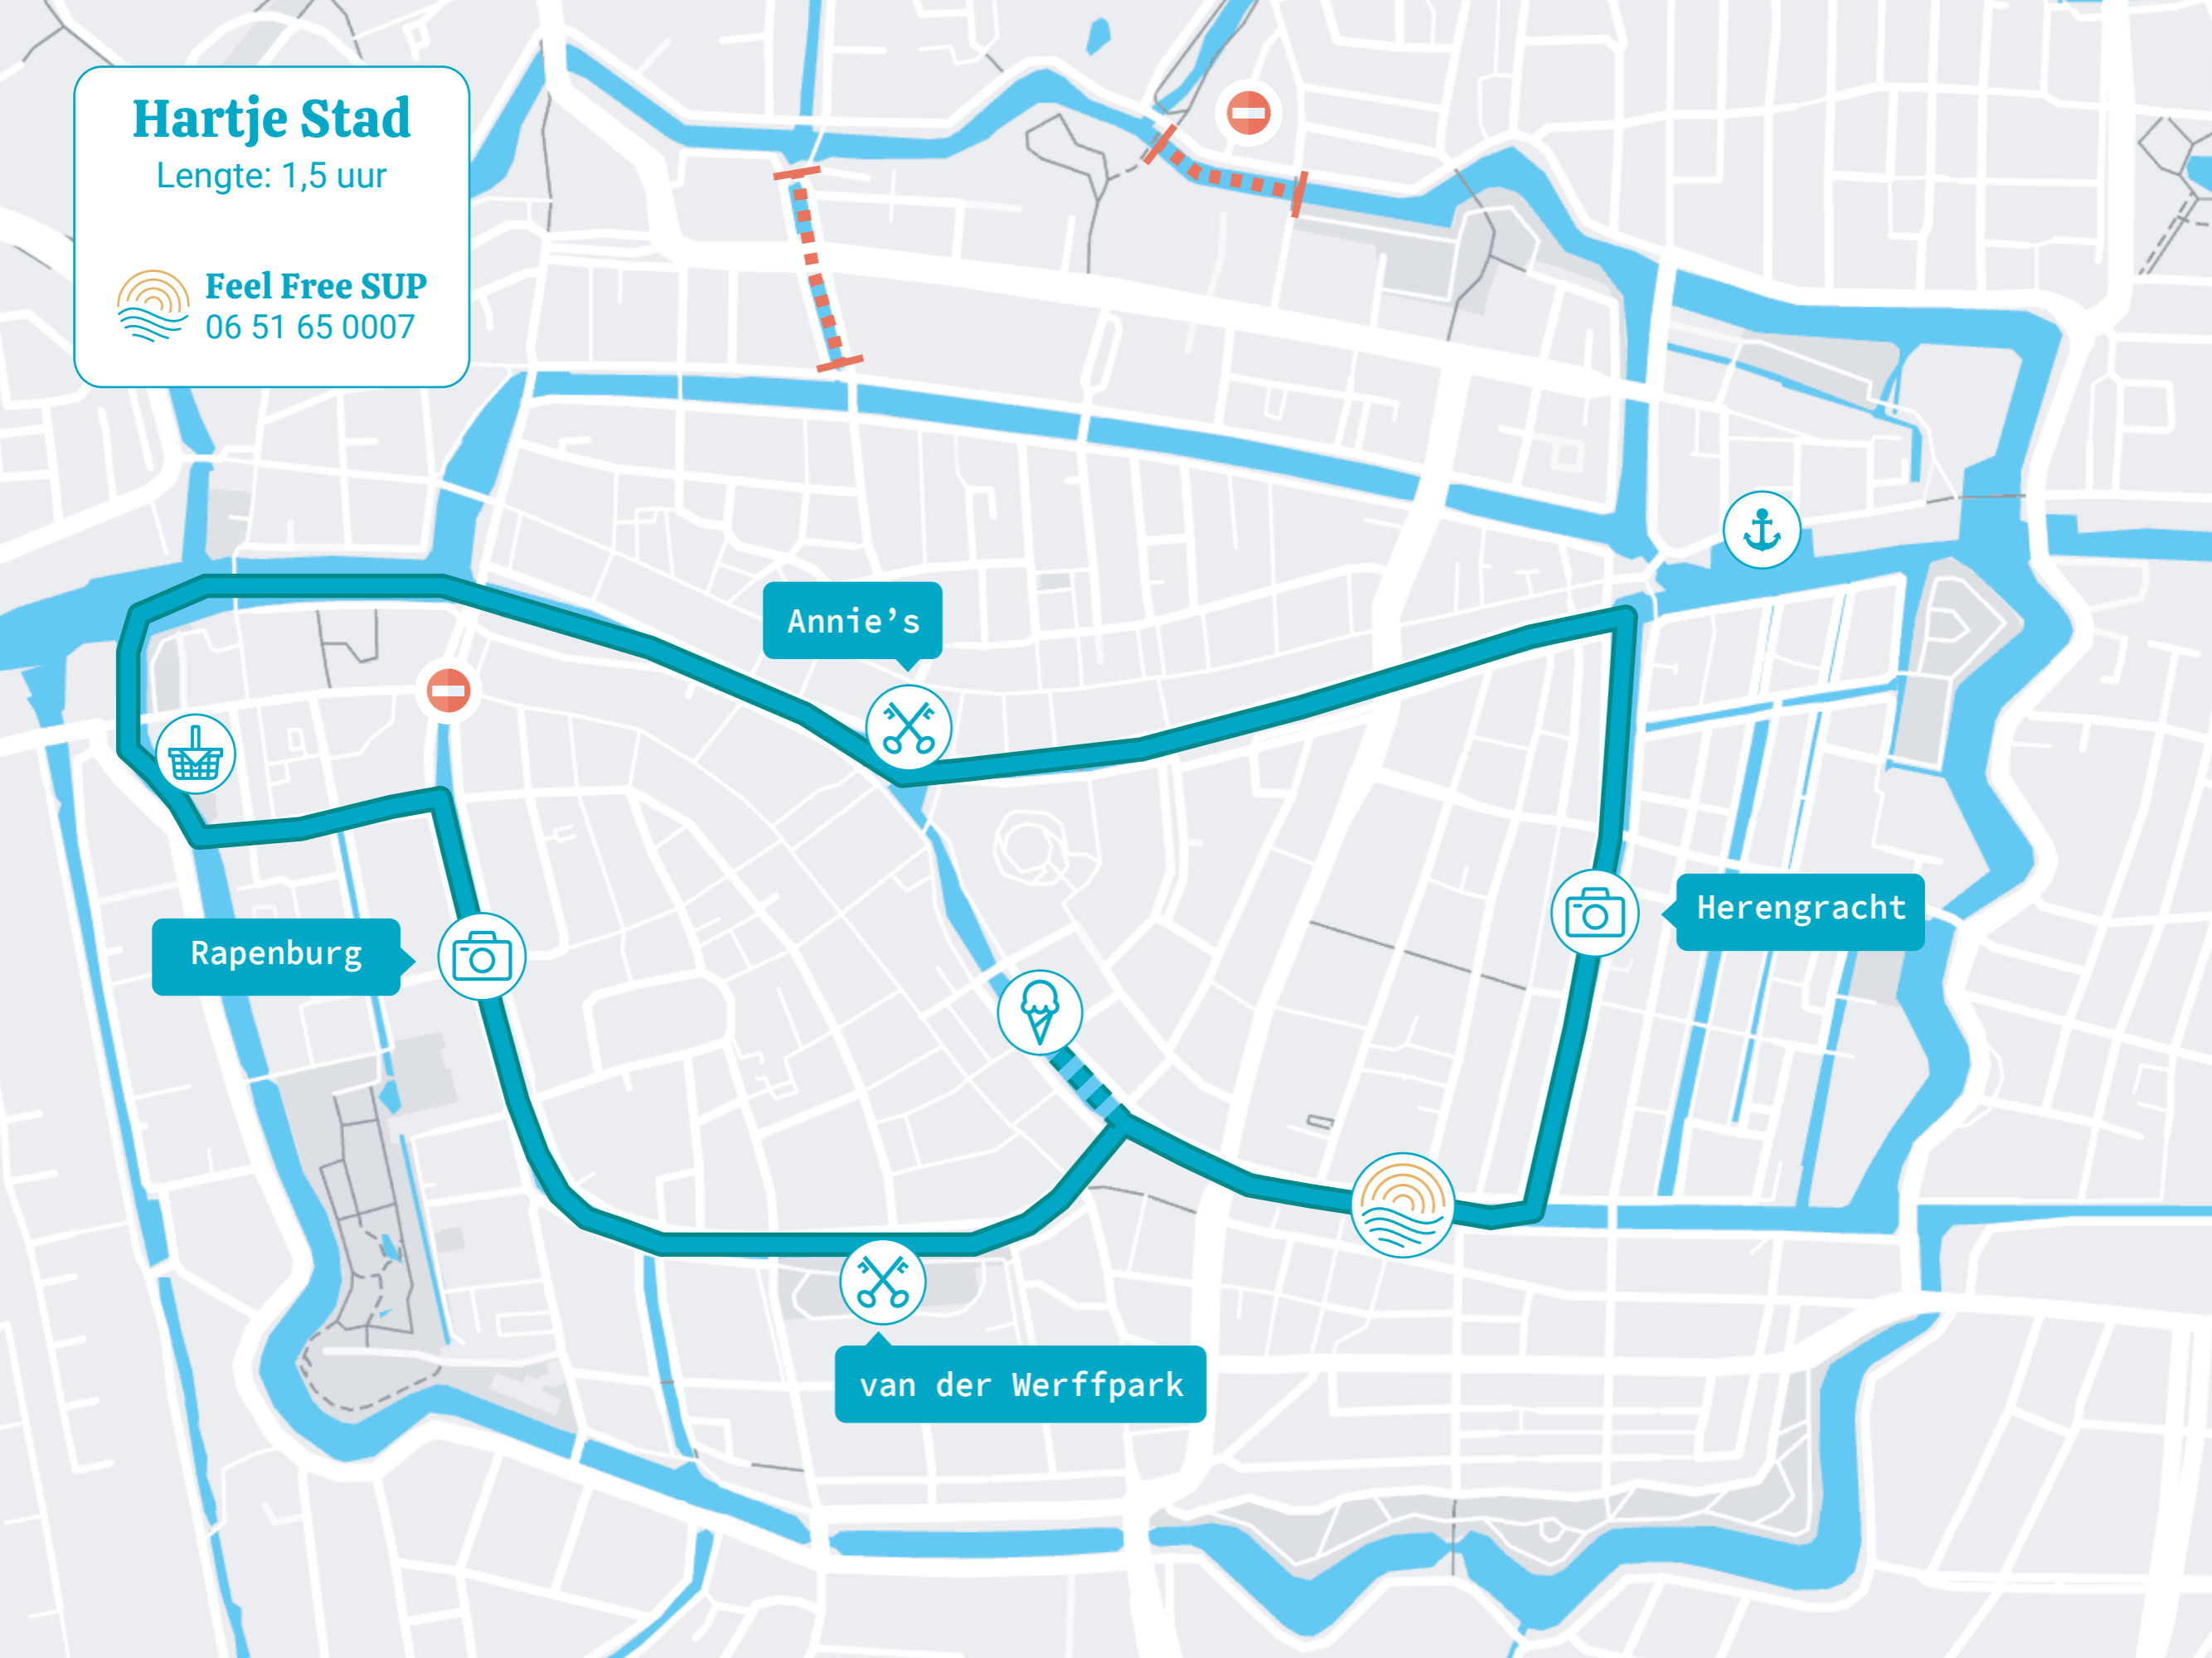 Hartje Stad
Lengte: 1,5 uur
Feel Free SUP
06 51 65 0007
Annie’s
Herengracht
Rapenburg
van der Werffpark